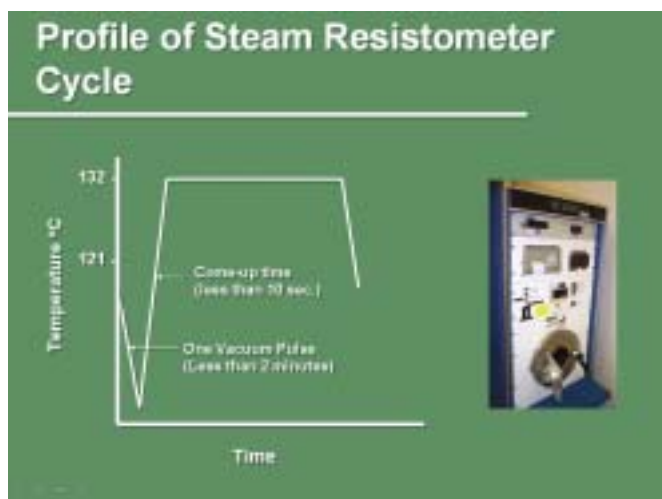 Profile of Steam Resistometer
Cycle
132
121
Temperature °C
Come-up time
(less than 10 sec.)
One Vacuum Pulse
(Less than 2 minutes)
Time